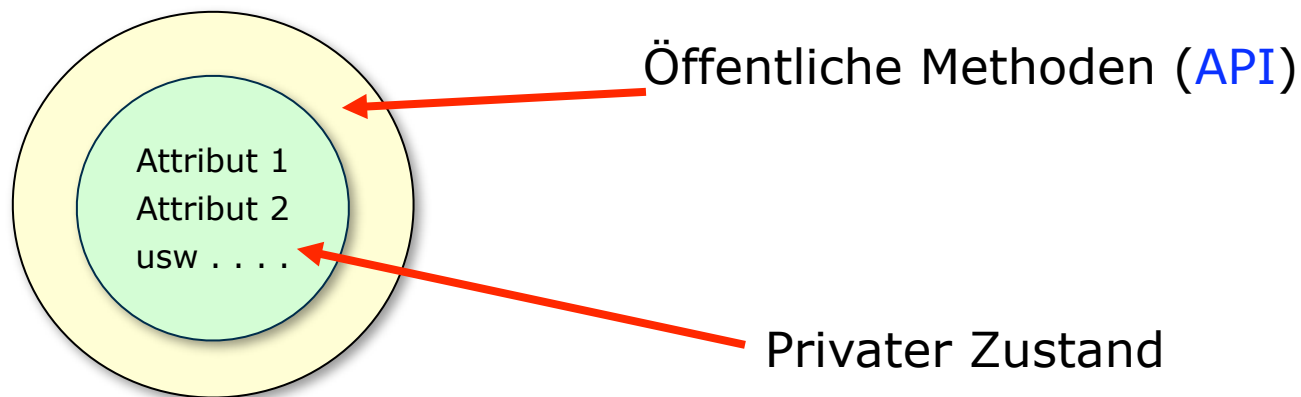 Öffentliche Methoden (API)
Attribut 1
Attribut 2
usw . . . .
Privater Zustand